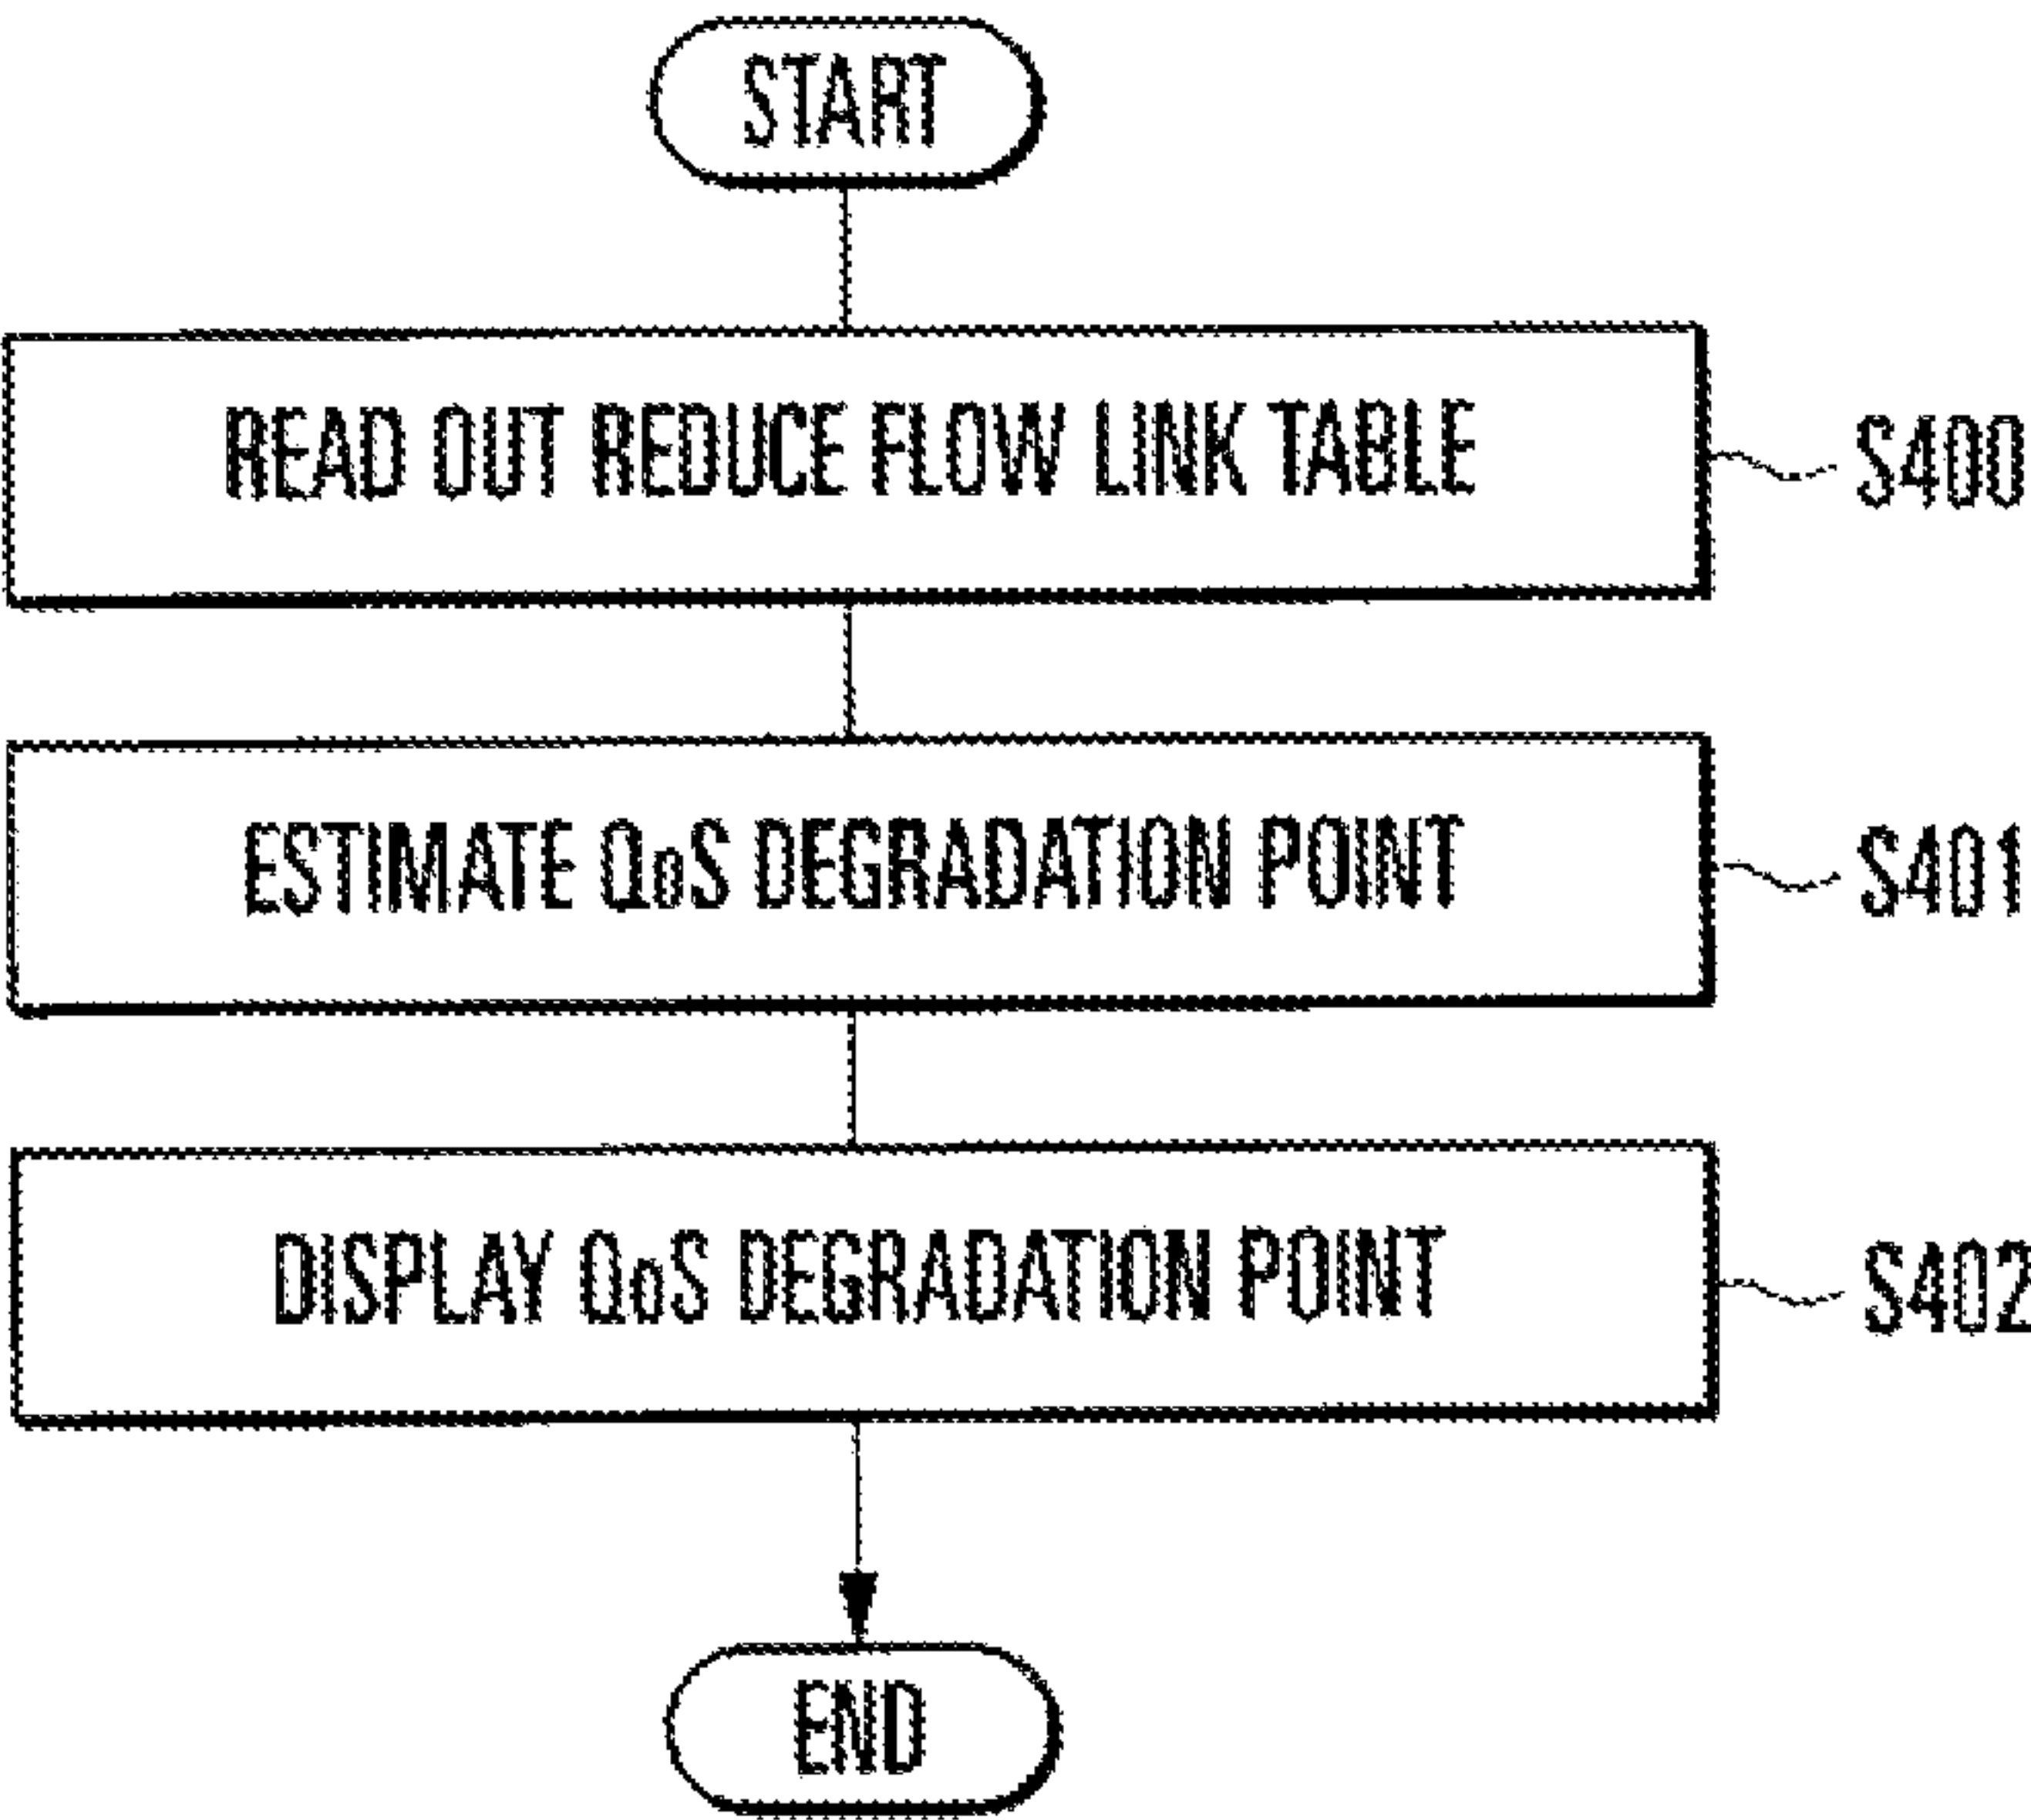 START
READ OUT REDUCE FLOW LINK TABLE
S400
ESTIMATE QoS DEGRADATION POINT
S401
DISPLAY QoS DEGRADATION POINT
S402
END